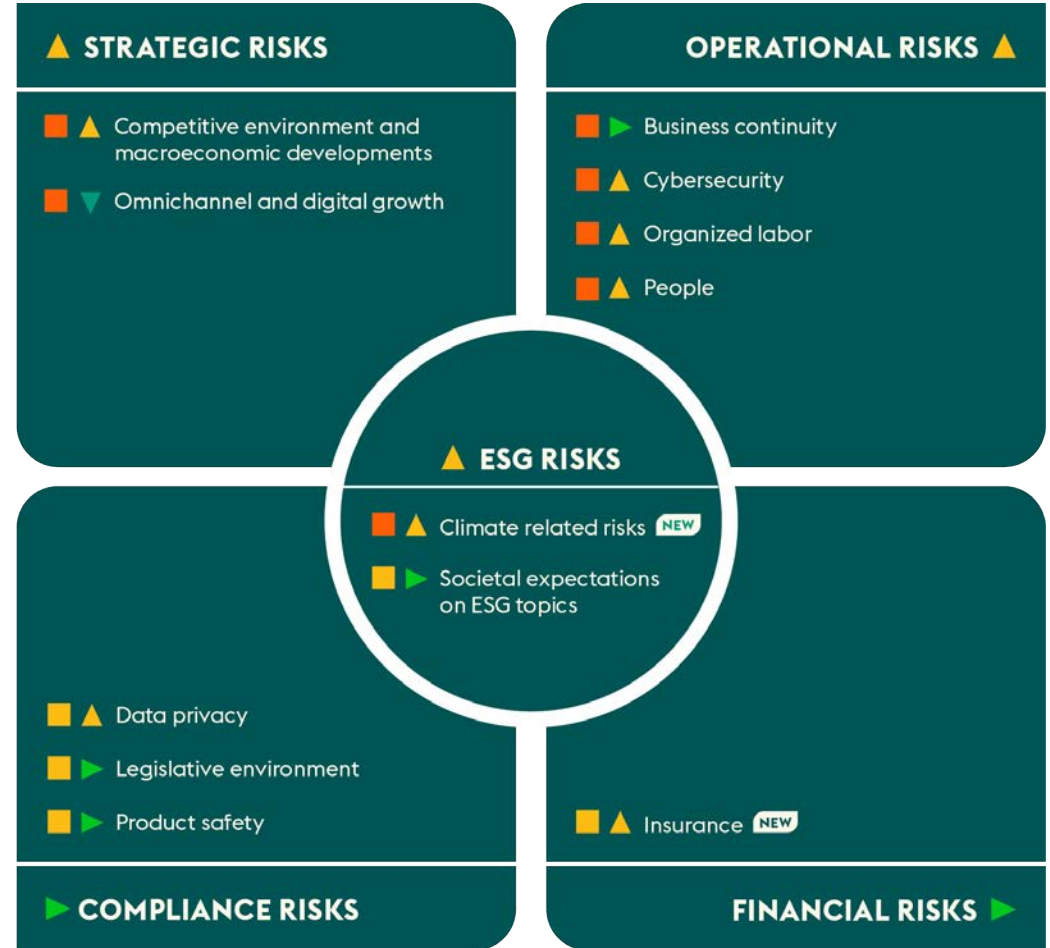 STRATEGIC RISKS
Competitive environment and
macroeconomic developments
Omnichannel and digital growth
OPERATIONAL RISKS
Business continuity
Cybersecurity
Organized labor
People
ESG RISKS
Climate related risks NEW
Societal expectations
on ESG topics
Data privacy
Legislative environment
Product safety
COMPLIANCE RISKS
Insurance NEW
FINANCIAL RISKS